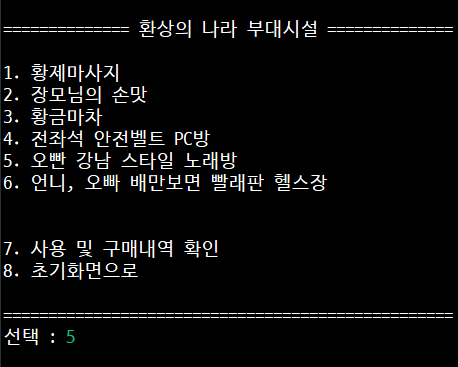 ============== 환상의 나라 부대시설 ==============
1. 황제마사지
2. 장모님의 손맛
3. 황금마차
4. 전좌석 안전벨트 PC방
5. 오빤 강남 스타일 노래방
6. 언니, 오빠 배만보면 빨래판 헬스장
7. 사용 및 구매내역 확인
8. 초기화면으로
==================================================
선택 : 5